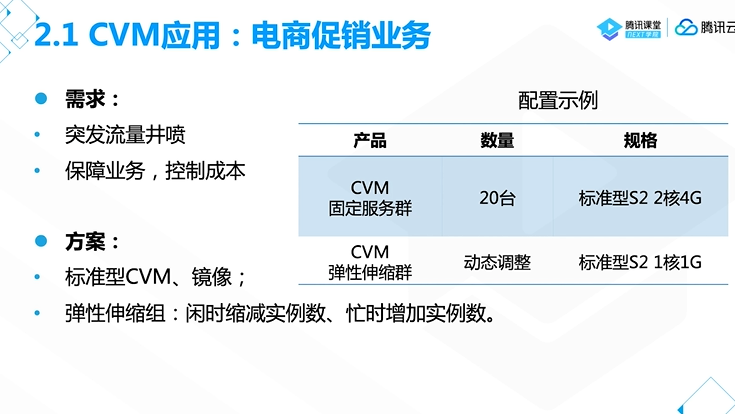 2.1 CVM应用：电商促销业务
腾讯课堂
NEXT学院
腾讯云
需求：
突发流量井喷
保障业务，控制成本
方案：
标准型CVM、镜像；
弹性伸缩组：闲时缩减实例数、忙时增加实例数。
配置示例
产品 数量 规格
CVM
固定服务群 20台 标准型S2 2核4G
CVM
弹性伸缩群 动态调整 标准型S2 1核1G